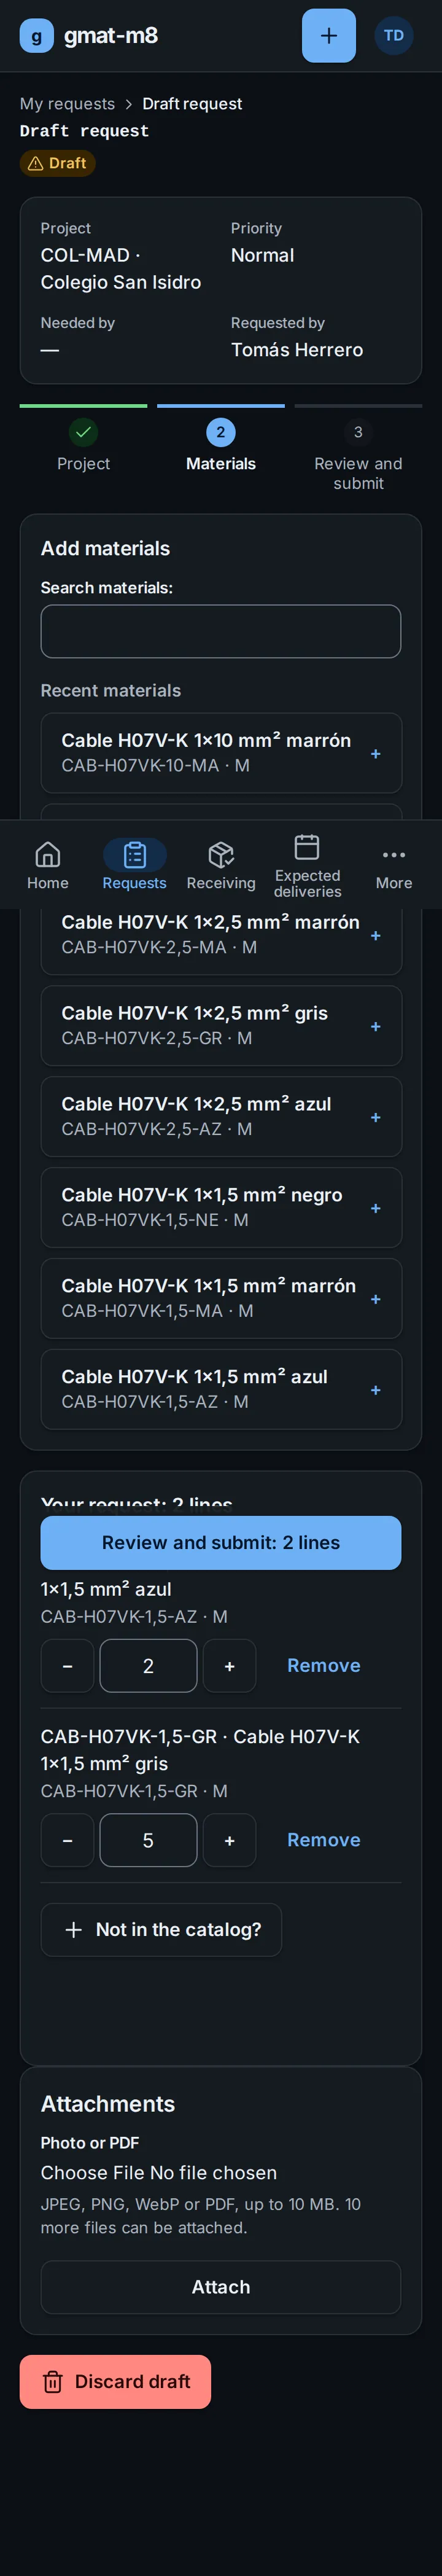 g gmat-m8 + TD
My requests > Draft request
Draft request
Draft
Project
Priority
COL-MAD ·
Colegio San Isidro
Normal
Needed by
Requested by
—
Tomás Herrero
2
3
Project
Materials
Review and
submit
Add materials
Search materials:
Recent materials
Cable H07V-K 1×10 mm² marrón
CAB-H07VK-10-MA · M
+
Home
Requests
Receiving
Expected
deliveries
More
Cable H07V-K 1×2,5 mm² marrón
CAB-H07VK-2,5-MA · M
+
Cable H07V-K 1×2,5 mm² gris
CAB-H07VK-2,5-GR · M
+
Cable H07V-K 1×2,5 mm² azul
CAB-H07VK-2,5-AZ · M
+
Cable H07V-K 1×1,5 mm² negro
CAB-H07VK-1,5-NE · M
+
Cable H07V-K 1×1,5 mm² marrón
CAB-H07VK-1,5-MA · M
+
Cable H07V-K 1×1,5 mm² azul
CAB-H07VK-1,5-AZ · M
+
Your request: 2 lines
Review and submit: 2 lines
1×1,5 mm² azul
CAB-H07VK-1,5-AZ · M
− 2 + Remove
CAB-H07VK-1,5-GR · Cable H07V-K
1×1,5 mm² gris
CAB-H07VK-1,5-GR · M
− 5 + Remove
+ Not in the catalog?
Attachments
Photo or PDF
Choose File No file chosen
JPEG, PNG, WebP or PDF, up to 10 MB. 10
more files can be attached.
Attach
Discard draft